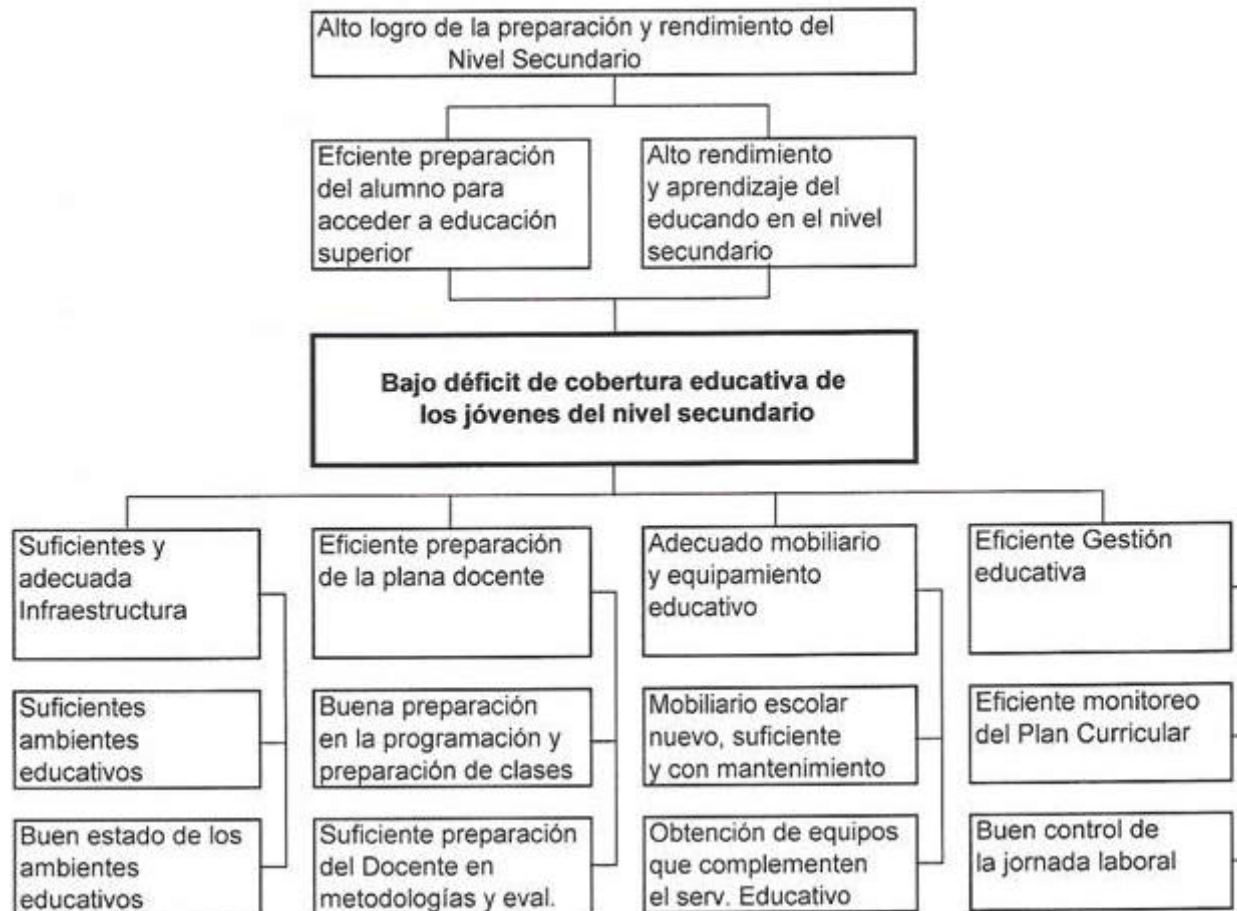 Alto logro de la preparación y rendimiento del
Nivel Secundario
Efciente preparación
del alumno para
acceder a educación
superior
Alto rendimiento
y aprendizaje del
educando en el nivel
secundario
Bajo déficit de cobertura educativa de
los jóvenes del nivel secundario
Suficientes y
adecuada
Infraestructura
Eficiente preparación
de la plana docente
Adecuado mobiliario
y equipamiento
educativo
Eficiente Gestión
educativa
Suficientes
ambientes
educativos
Buena preparación
en la programación y
preparación de clases
Mobiliario escolar
nuevo, suficiente
y con mantenimiento
Eficiente monitoreo
del Plan Curricular
Buen estado de los
ambientes
educativos
Suficiente preparación
del Docente en
metodologías y eval.
Obtención de equipos
que complementen
el serv. Educativo
Buen control de
la jornada laboral